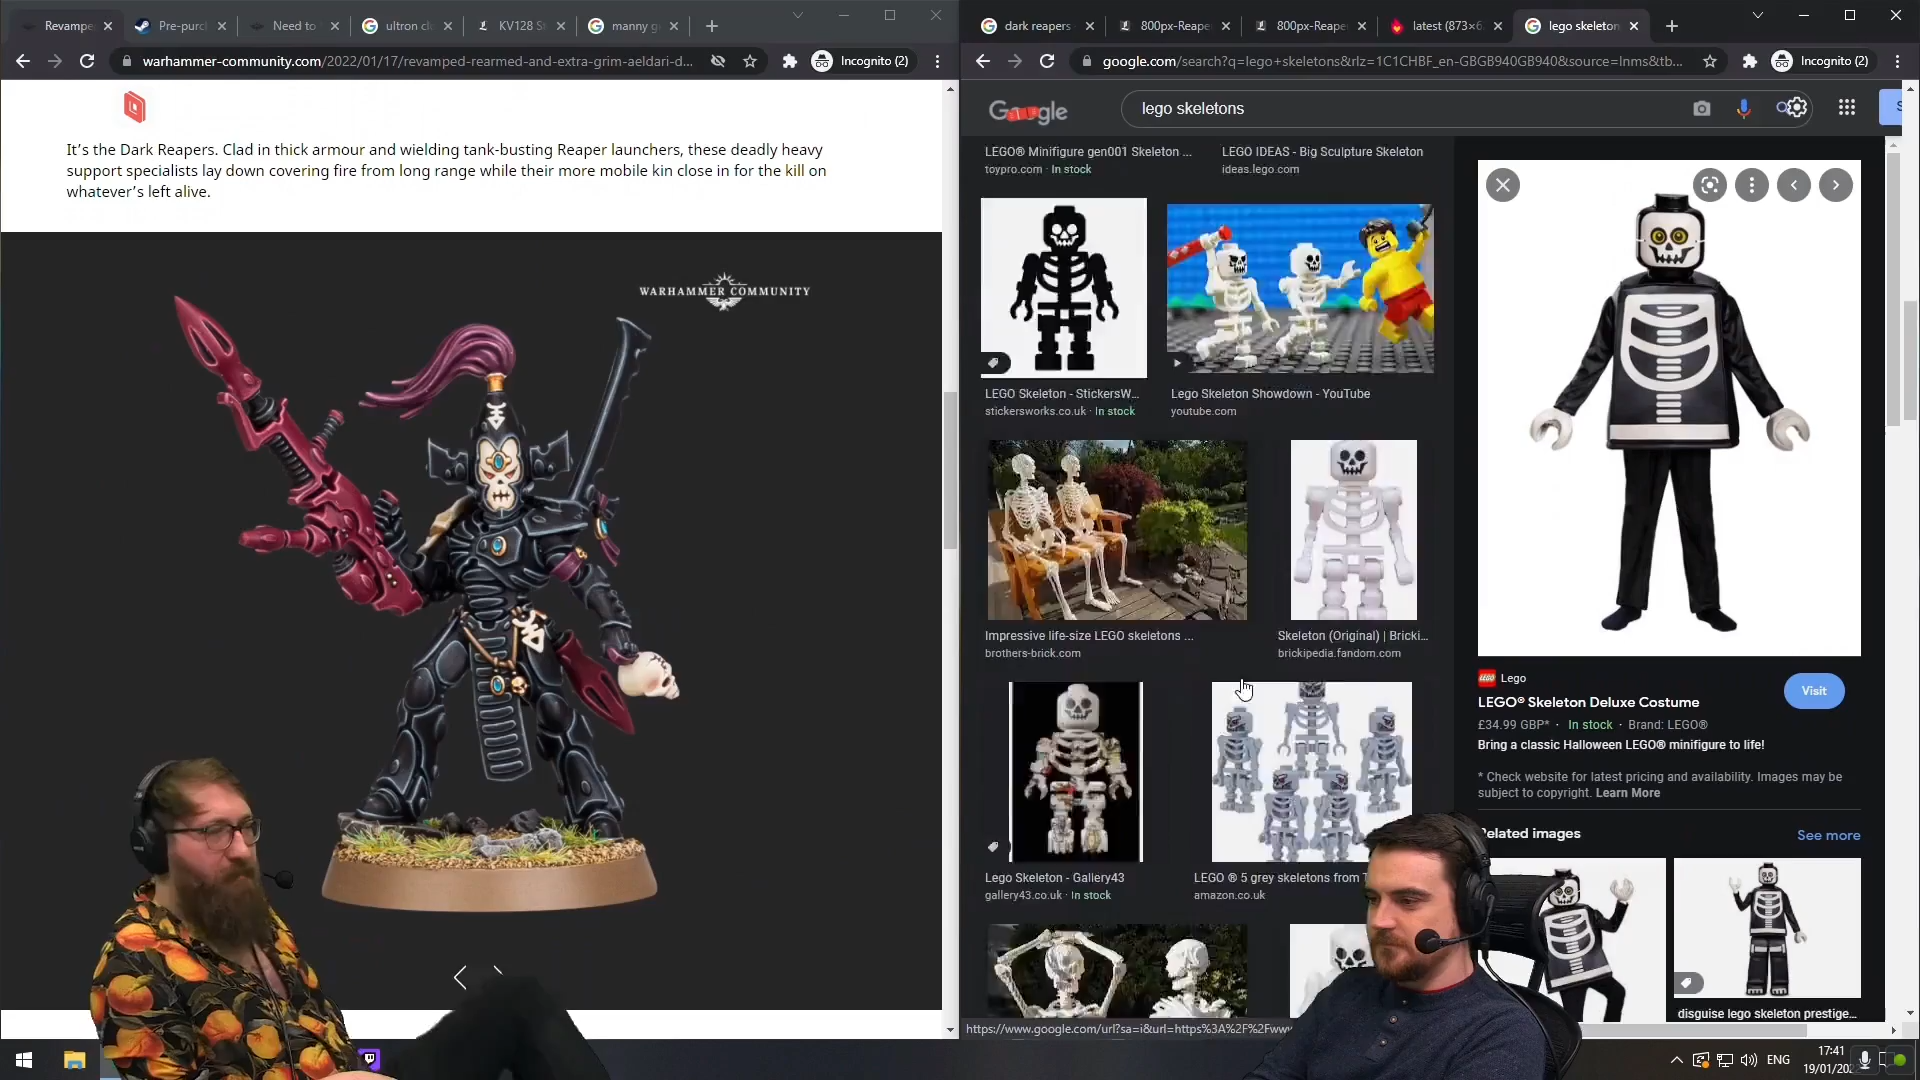 Revampe
Pre-purc
Need to
ultron cl
KV128 S
manny g
warhammer-community.com/2022/01/17/revamped-rearmed-and-extra-grim-aeldari-d...
Incognito (2)
It's the Dark Reapers. Clad in thick armour and wielding tank-busting Reaper launchers, these deadly heavy
support specialists lay down covering fire from long range while their more mobile kin close in for the kill on
whatever's left alive.
WARHAMMER COMMUNITY
dark reapers
800px-Reape
800px-Reape
latest (873×6
lego skeleton
google.com/search?q=lego+skeletons&rlz=1C1CHBF_en-GBGB940GB940&source=lnms&tb...
Incognito (2)
Google
lego skeletons
S
LEGO® Minifigure gen001 Skeleton ...
toypro.com · In stock
LEGO IDEAS - Big Sculpture Skeleton
ideas.lego.com
LEGO Skeleton - StickersW...
stickersworks.co.uk · In stock
Lego Skeleton Showdown - YouTube
youtube.com
Impressive life-size LEGO skeletons ...
brothers-brick.com
Skeleton (Original) | Bricki...
brickipedia.fandom.com
Lego Skeleton - Gallery43
gallery43.co.uk · In stock
LEGO ® 5 grey skeletons from T
amazon.co.uk
LEGO
Lego
LEGO® Skeleton Deluxe Costume
Visit
£34.99 GBP* · In stock · Brand: LEGO®
Bring a classic Halloween LEGO® minifigure to life!
* Check website for latest pricing and availability. Images may be
subject to copyright. Learn More
Related images
See more
disguise lego skeleton prestige...
https://www.google.com/url?sa=i&url=https%3A%2F%2Fww
ENG
17:41
19/01/20